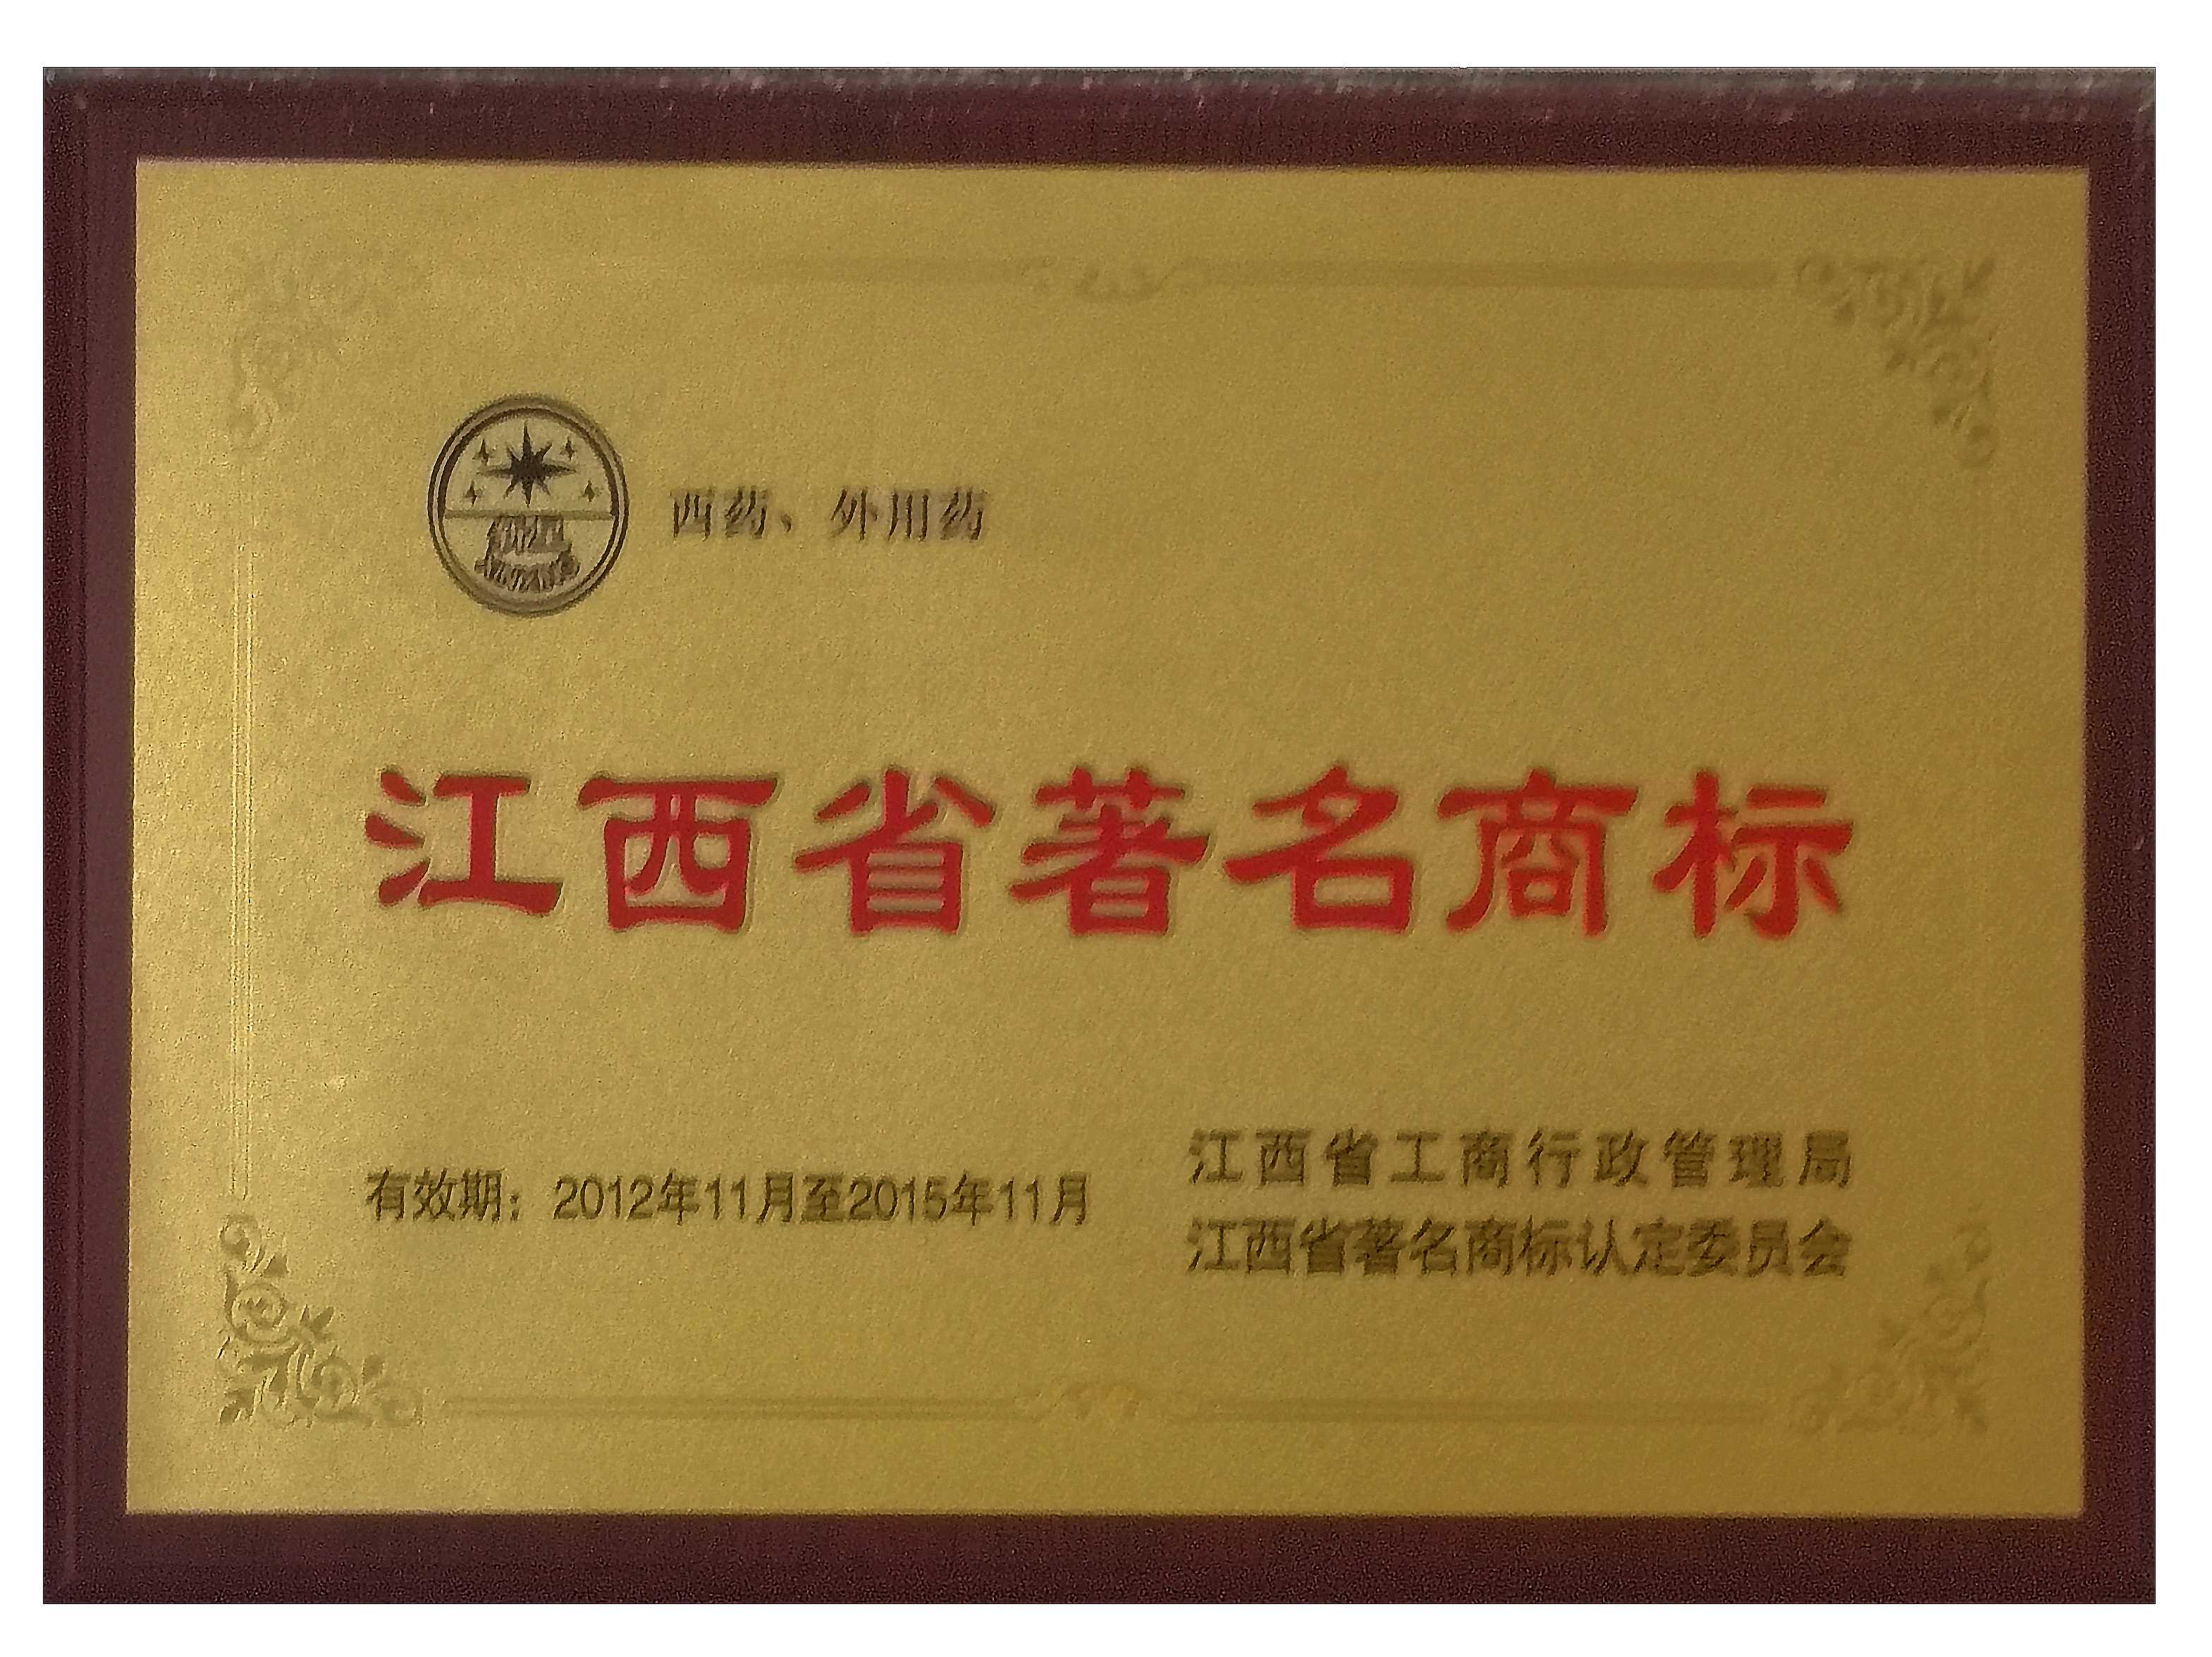 西药、外用药
江西省著名商标
有效期：2012年11月至2015年11月
江西省工商行政管理局
江西省著名商标认定委员会